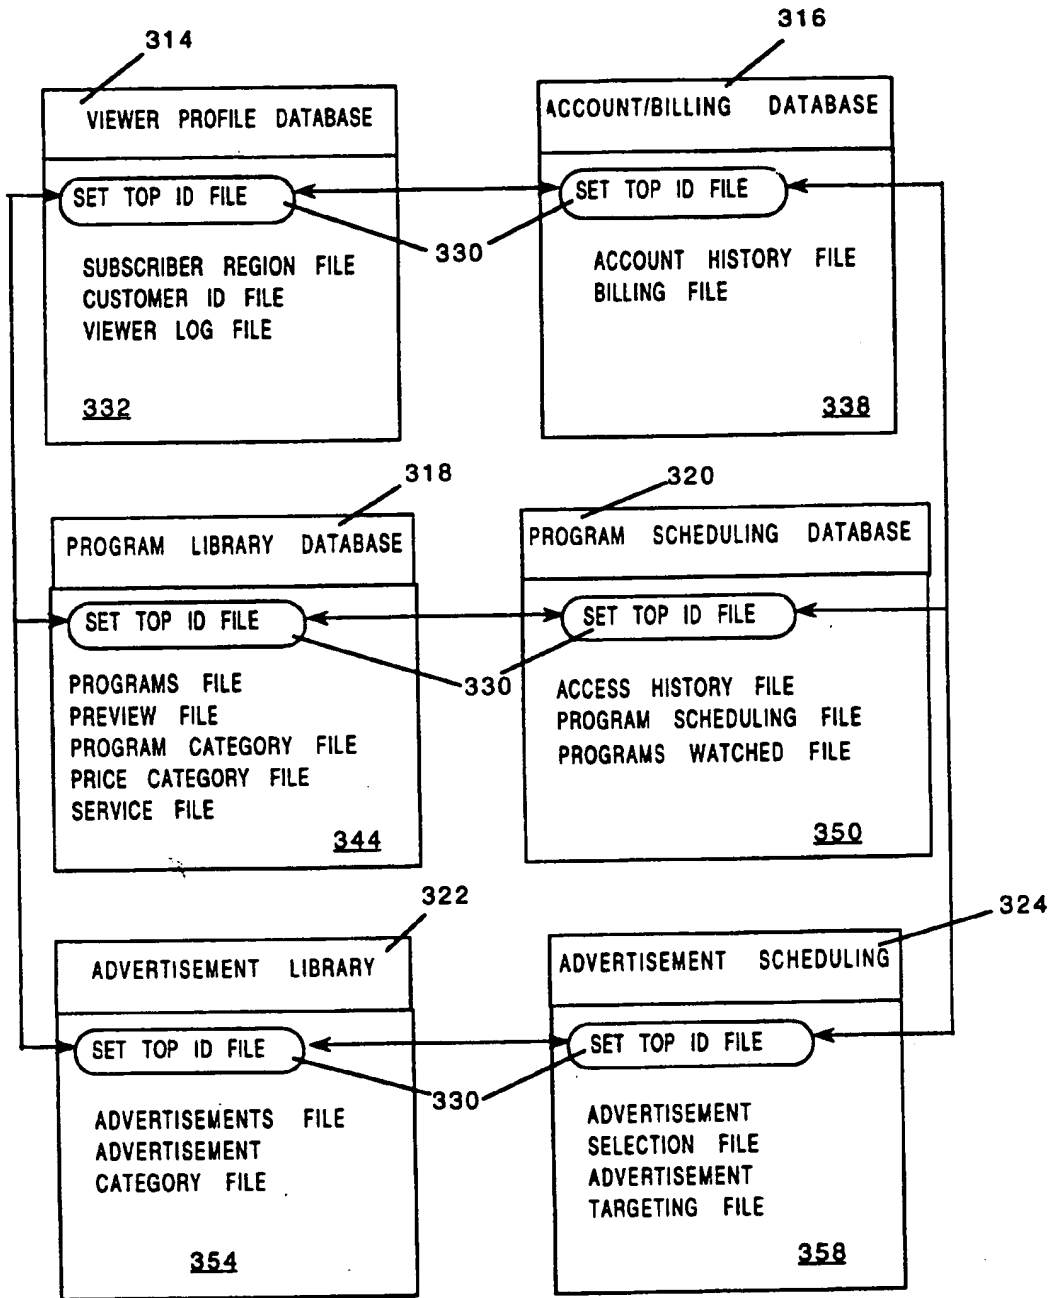 314
316
VIEWER PROFILE DATABASE
ACCOUNT/BILLING DATABASE
SET TOP ID FILE
SET TOP ID FILE
330
SUBSCRIBER REGION FILE
CUSTOMER ID FILE
VIEWER LOG FILE
ACCOUNT HISTORY FILE
BILLING FILE
332
338
318
320
PROGRAM LIBRARY DATABASE
PROGRAM SCHEDULING DATABASE
SET TOP ID FILE
SET TOP ID FILE
330
PROGRAMS FILE
PREVIEW FILE
PROGRAM CATEGORY FILE
PRICE CATEGORY FILE
SERVICE FILE
ACCESS HISTORY FILE
PROGRAM SCHEDULING FILE
PROGRAMS WATCHED FILE
344
350
322
324
ADVERTISEMENT LIBRARY
ADVERTISEMENT SCHEDULING
SET TOP ID FILE
SET TOP ID FILE
330
ADVERTISEMENTS FILE
ADVERTISEMENT
CATEGORY FILE
ADVERTISEMENT
SELECTION FILE
ADVERTISEMENT
TARGETING FILE
354
358